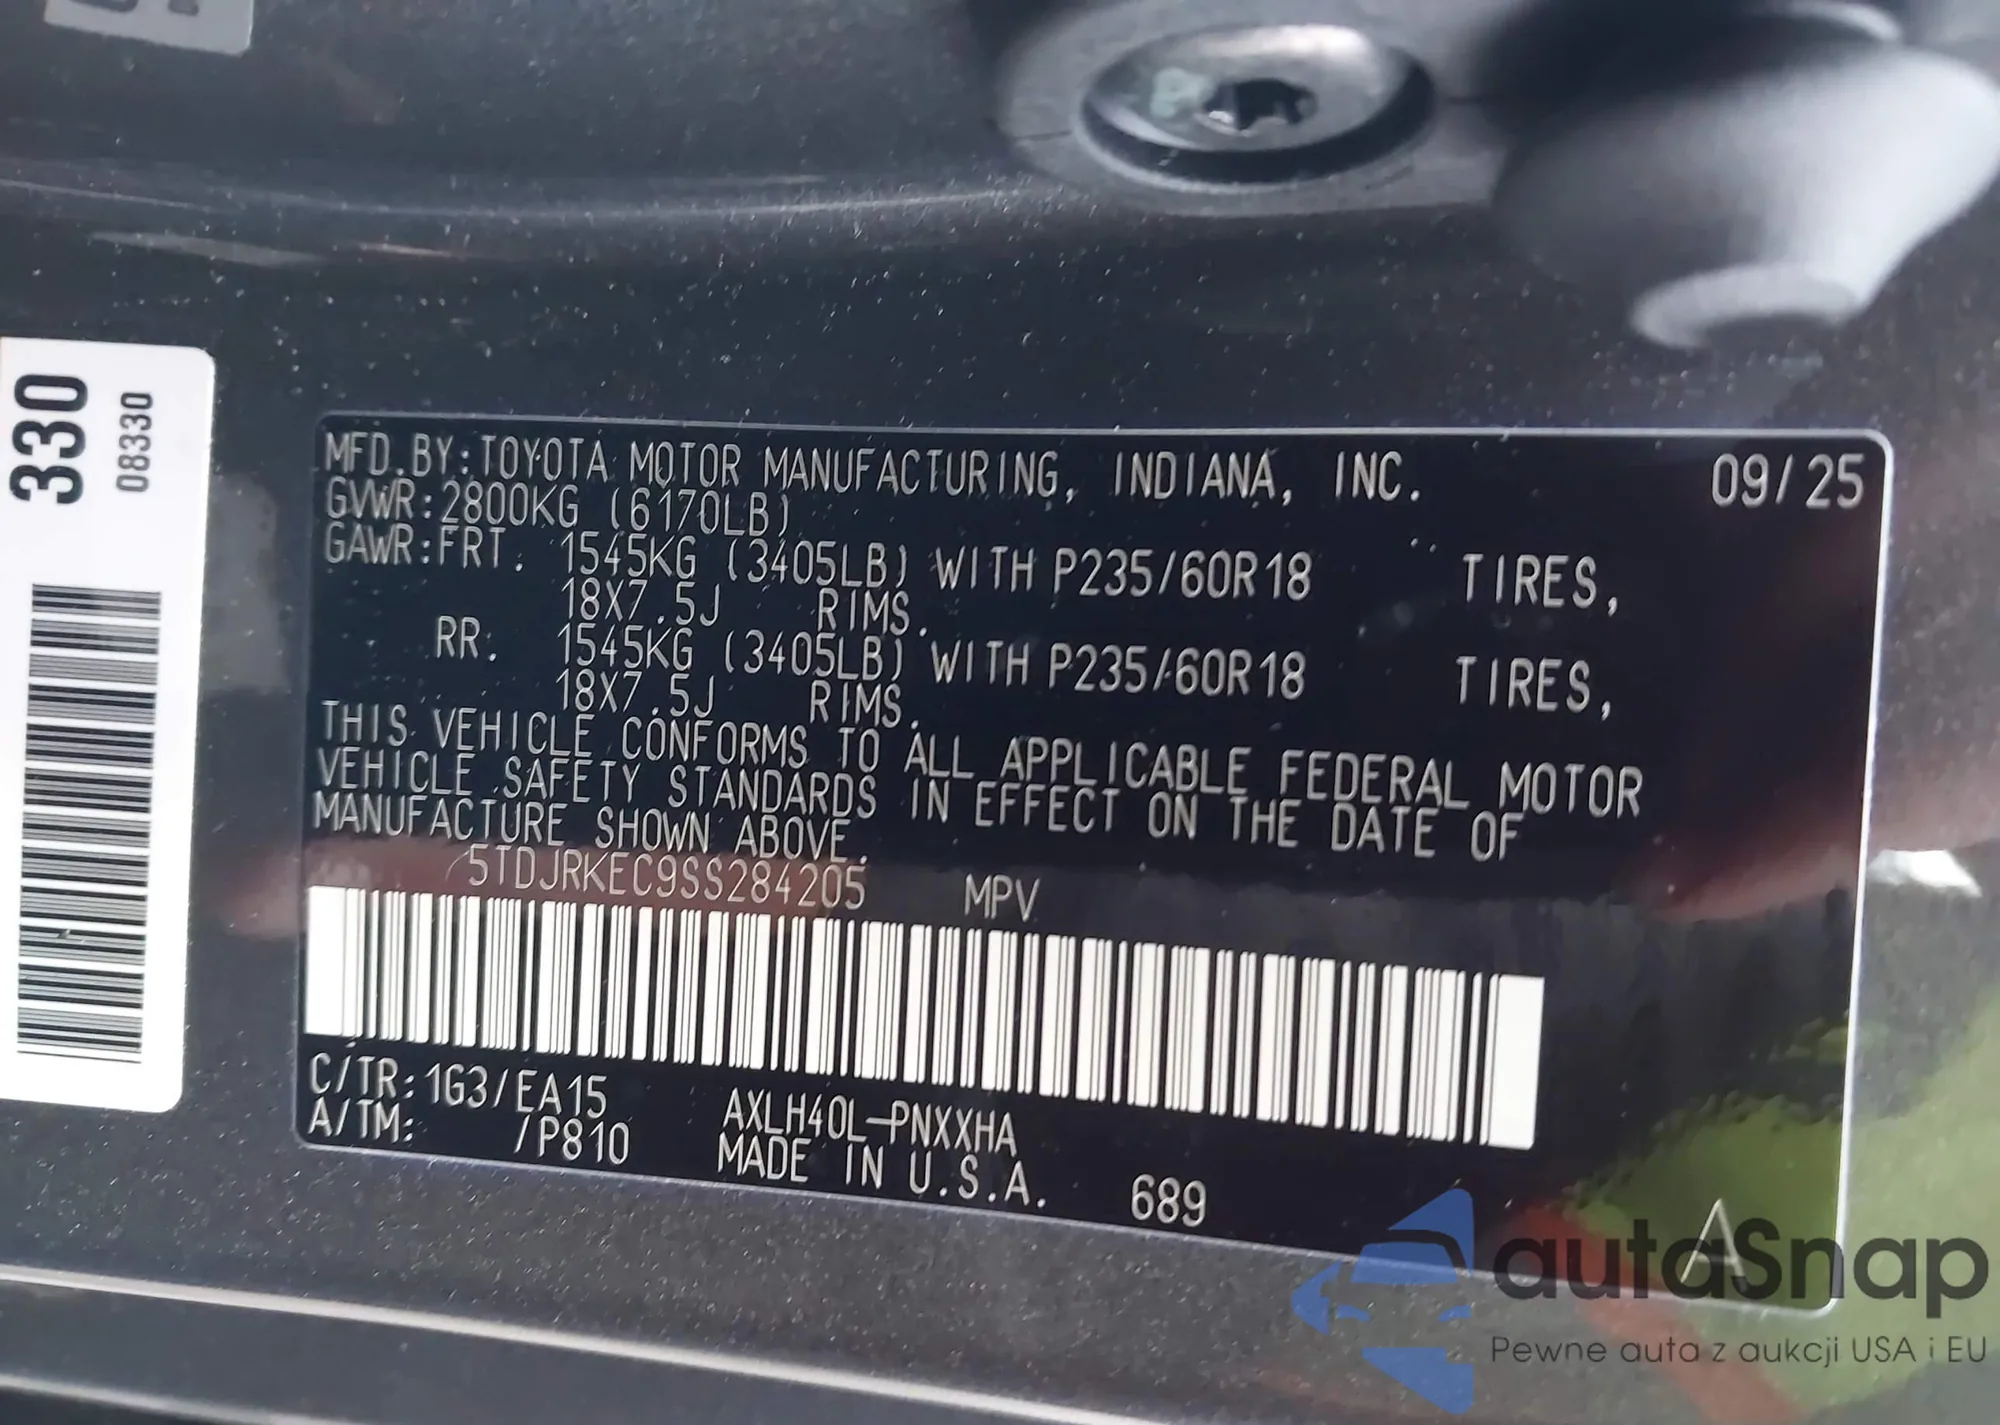 330
08330
MFD.BY:TOYOTA MOTOR MANUFACTURING, INDIANA, INC. 09/25
GVWR:2800KG (6170LB)
GAWR:FRT. 1545KG (3405LB) WITH P235/60R18 TIRES,
18X7.5J RIMS.
RR: 1545KG (3405LB) WITH P235/60R18 TIRES,
18X7.5J RIMS.
THIS VEHICLE CONFORMS TO ALL APPLICABLE FEDERAL MOTOR
VEHICLE SAFETY STANDARDS IN EFFECT ON THE DATE OF
MANUFACTURE SHOWN ABOVE.
5TDJRKEC9SS284205 MPV
C/TR:1G3/EA15 AXLH40L-PNXXHA
A/TM: /P810 MADE IN U.S.A. 689
A
autaSnap
Pewne auta z aukcji USA i EU